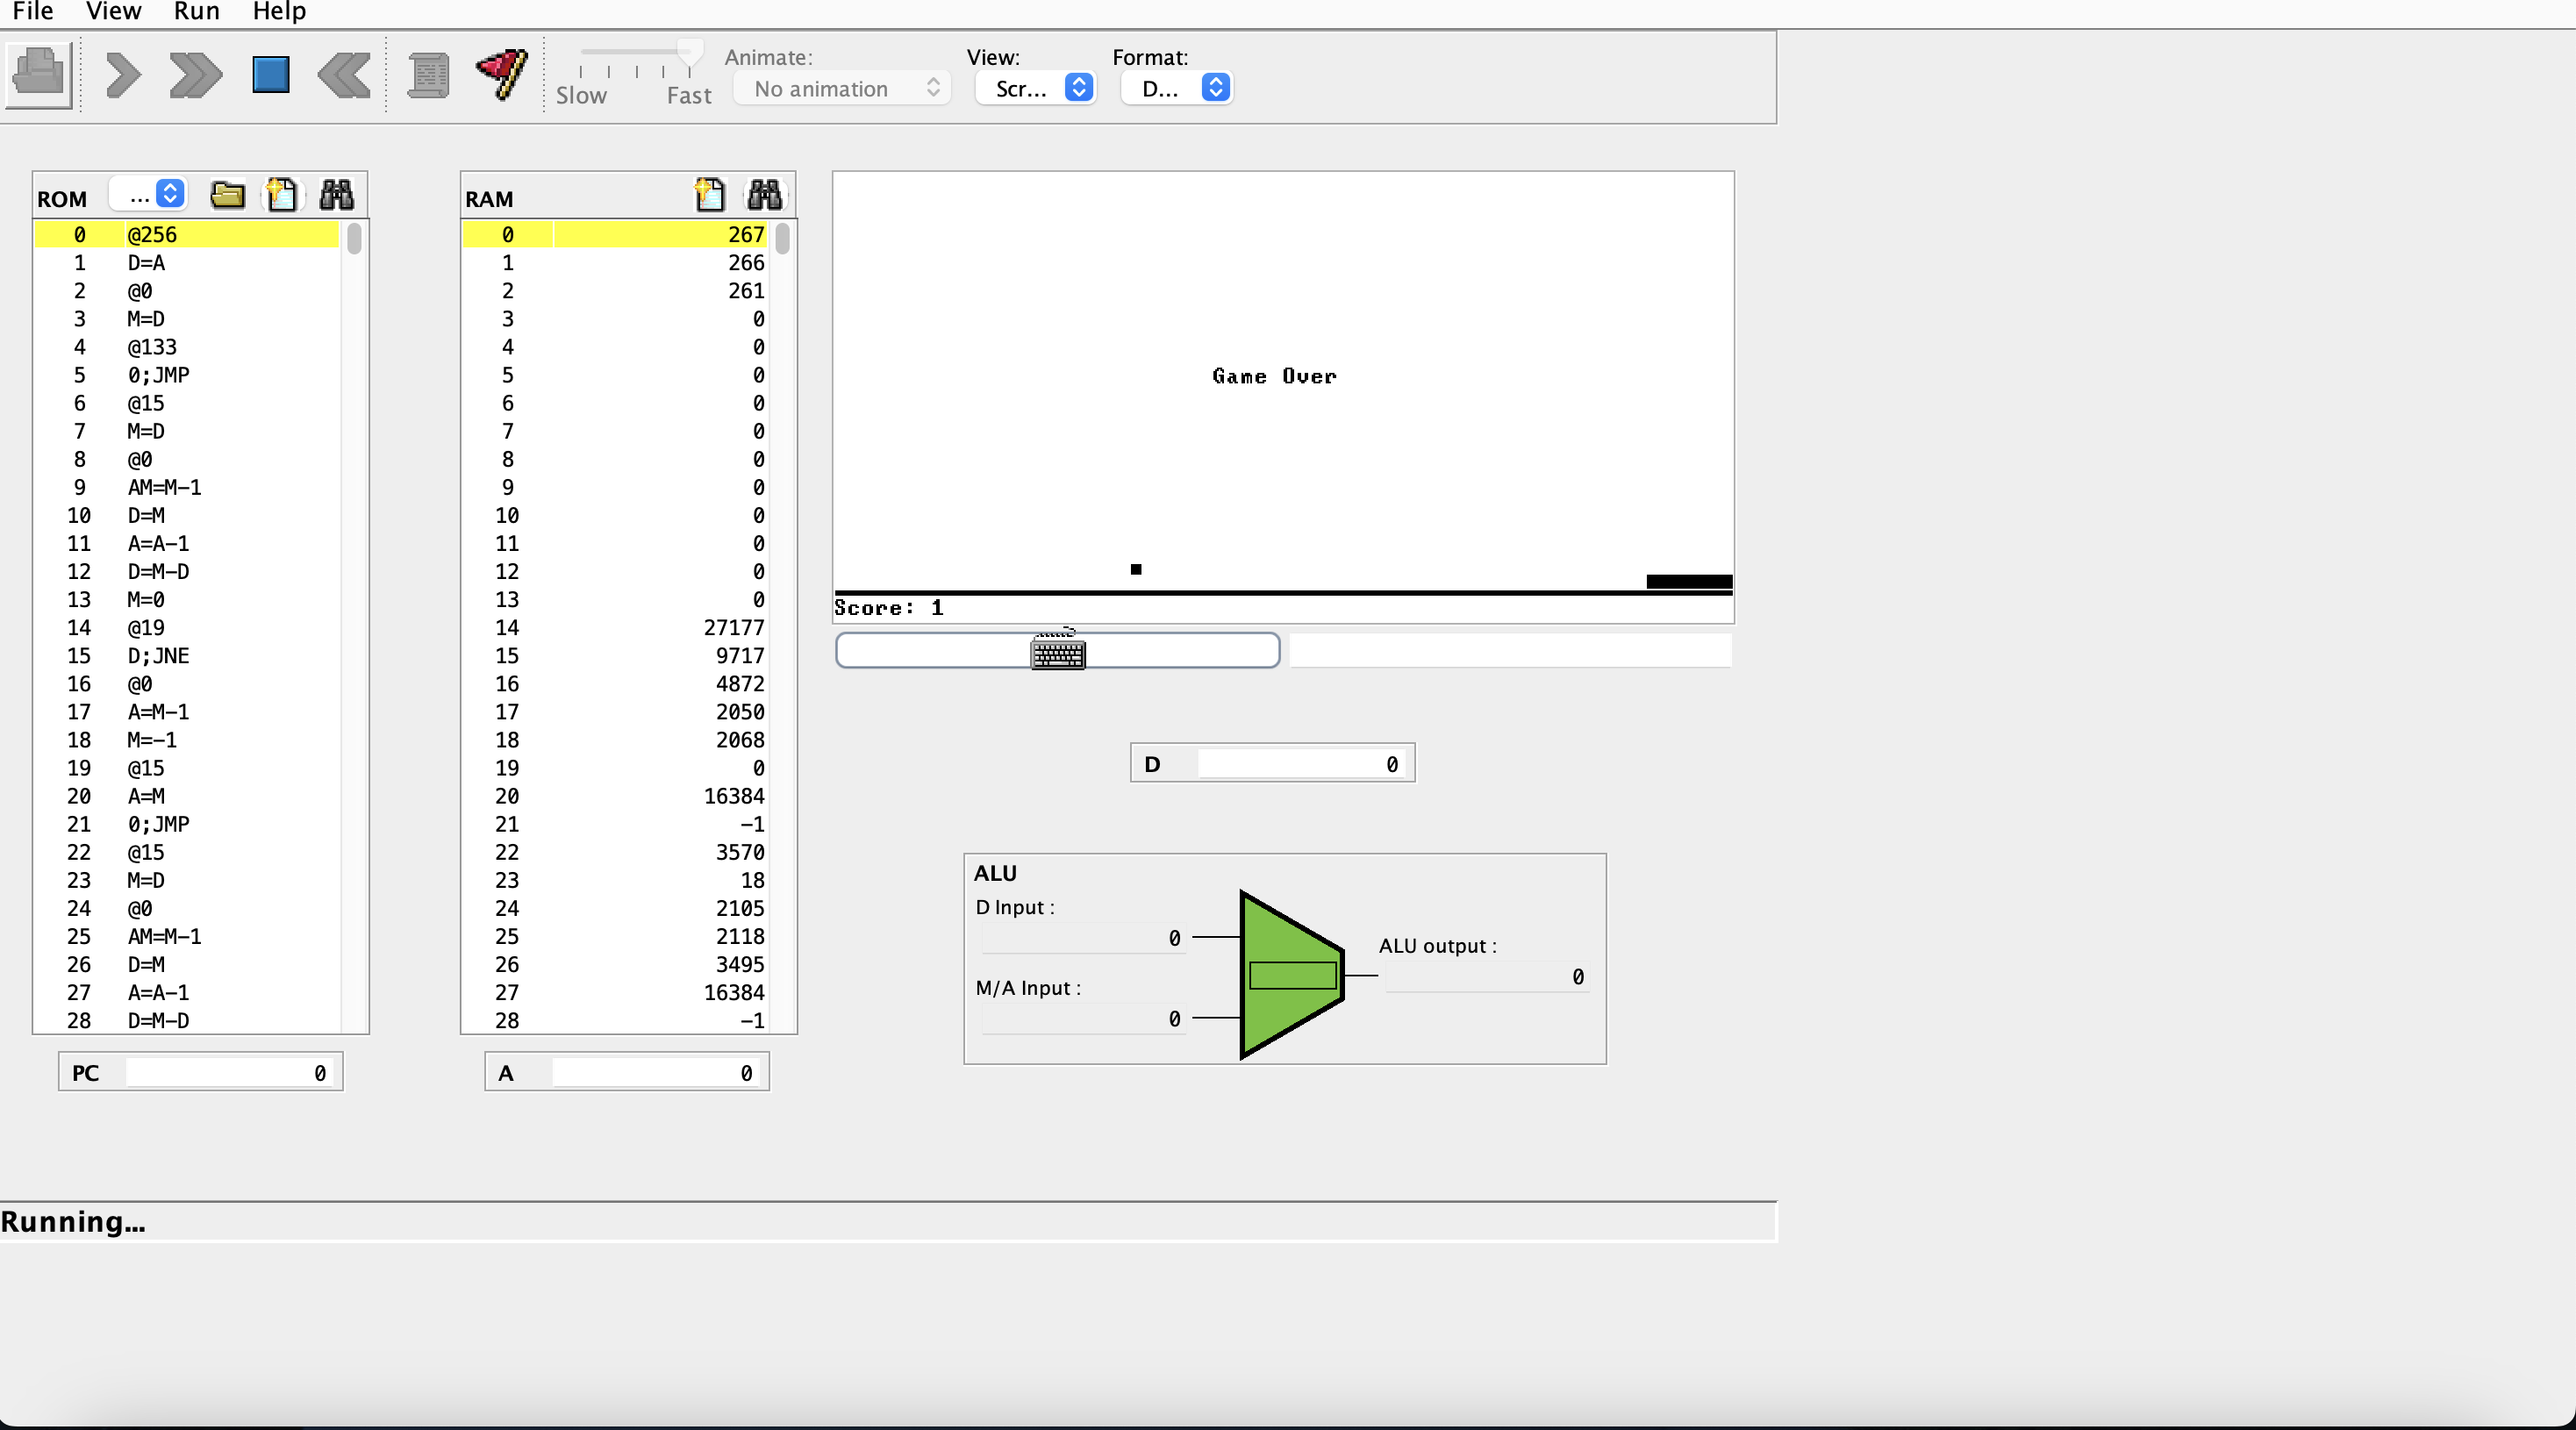 File View Run Help
Animate: View: Format:
Slow Fast No animation Scr... D...
ROM ...
0 @256
1 D=A
2 @0
3 M=D
4 @133
5 0;JMP
6 @15
7 M=D
8 @0
9 AM=M-1
10 D=M
11 A=A-1
12 D=M-D
13 M=0
14 @19
15 D;JNE
16 @0
17 A=M-1
18 M=-1
19 @15
20 A=M
21 0;JMP
22 @15
23 M=D
24 @0
25 AM=M-1
26 D=M
27 A=A-1
28 D=M-D
PC 0
RAM
0 267
1 266
2 261
3 0
4 0
5 0
6 0
7 0
8 0
9 0
10 0
11 0
12 0
13 0
14 27177
15 9717
16 4872
17 2050
18 2068
19 0
20 16384
21 -1
22 3570
23 18
24 2105
25 2118
26 3495
27 16384
28 -1
A 0
Game Over
Score: 1
D 0
ALU
D Input :
0
M/A Input :
0
ALU output :
0
Running...